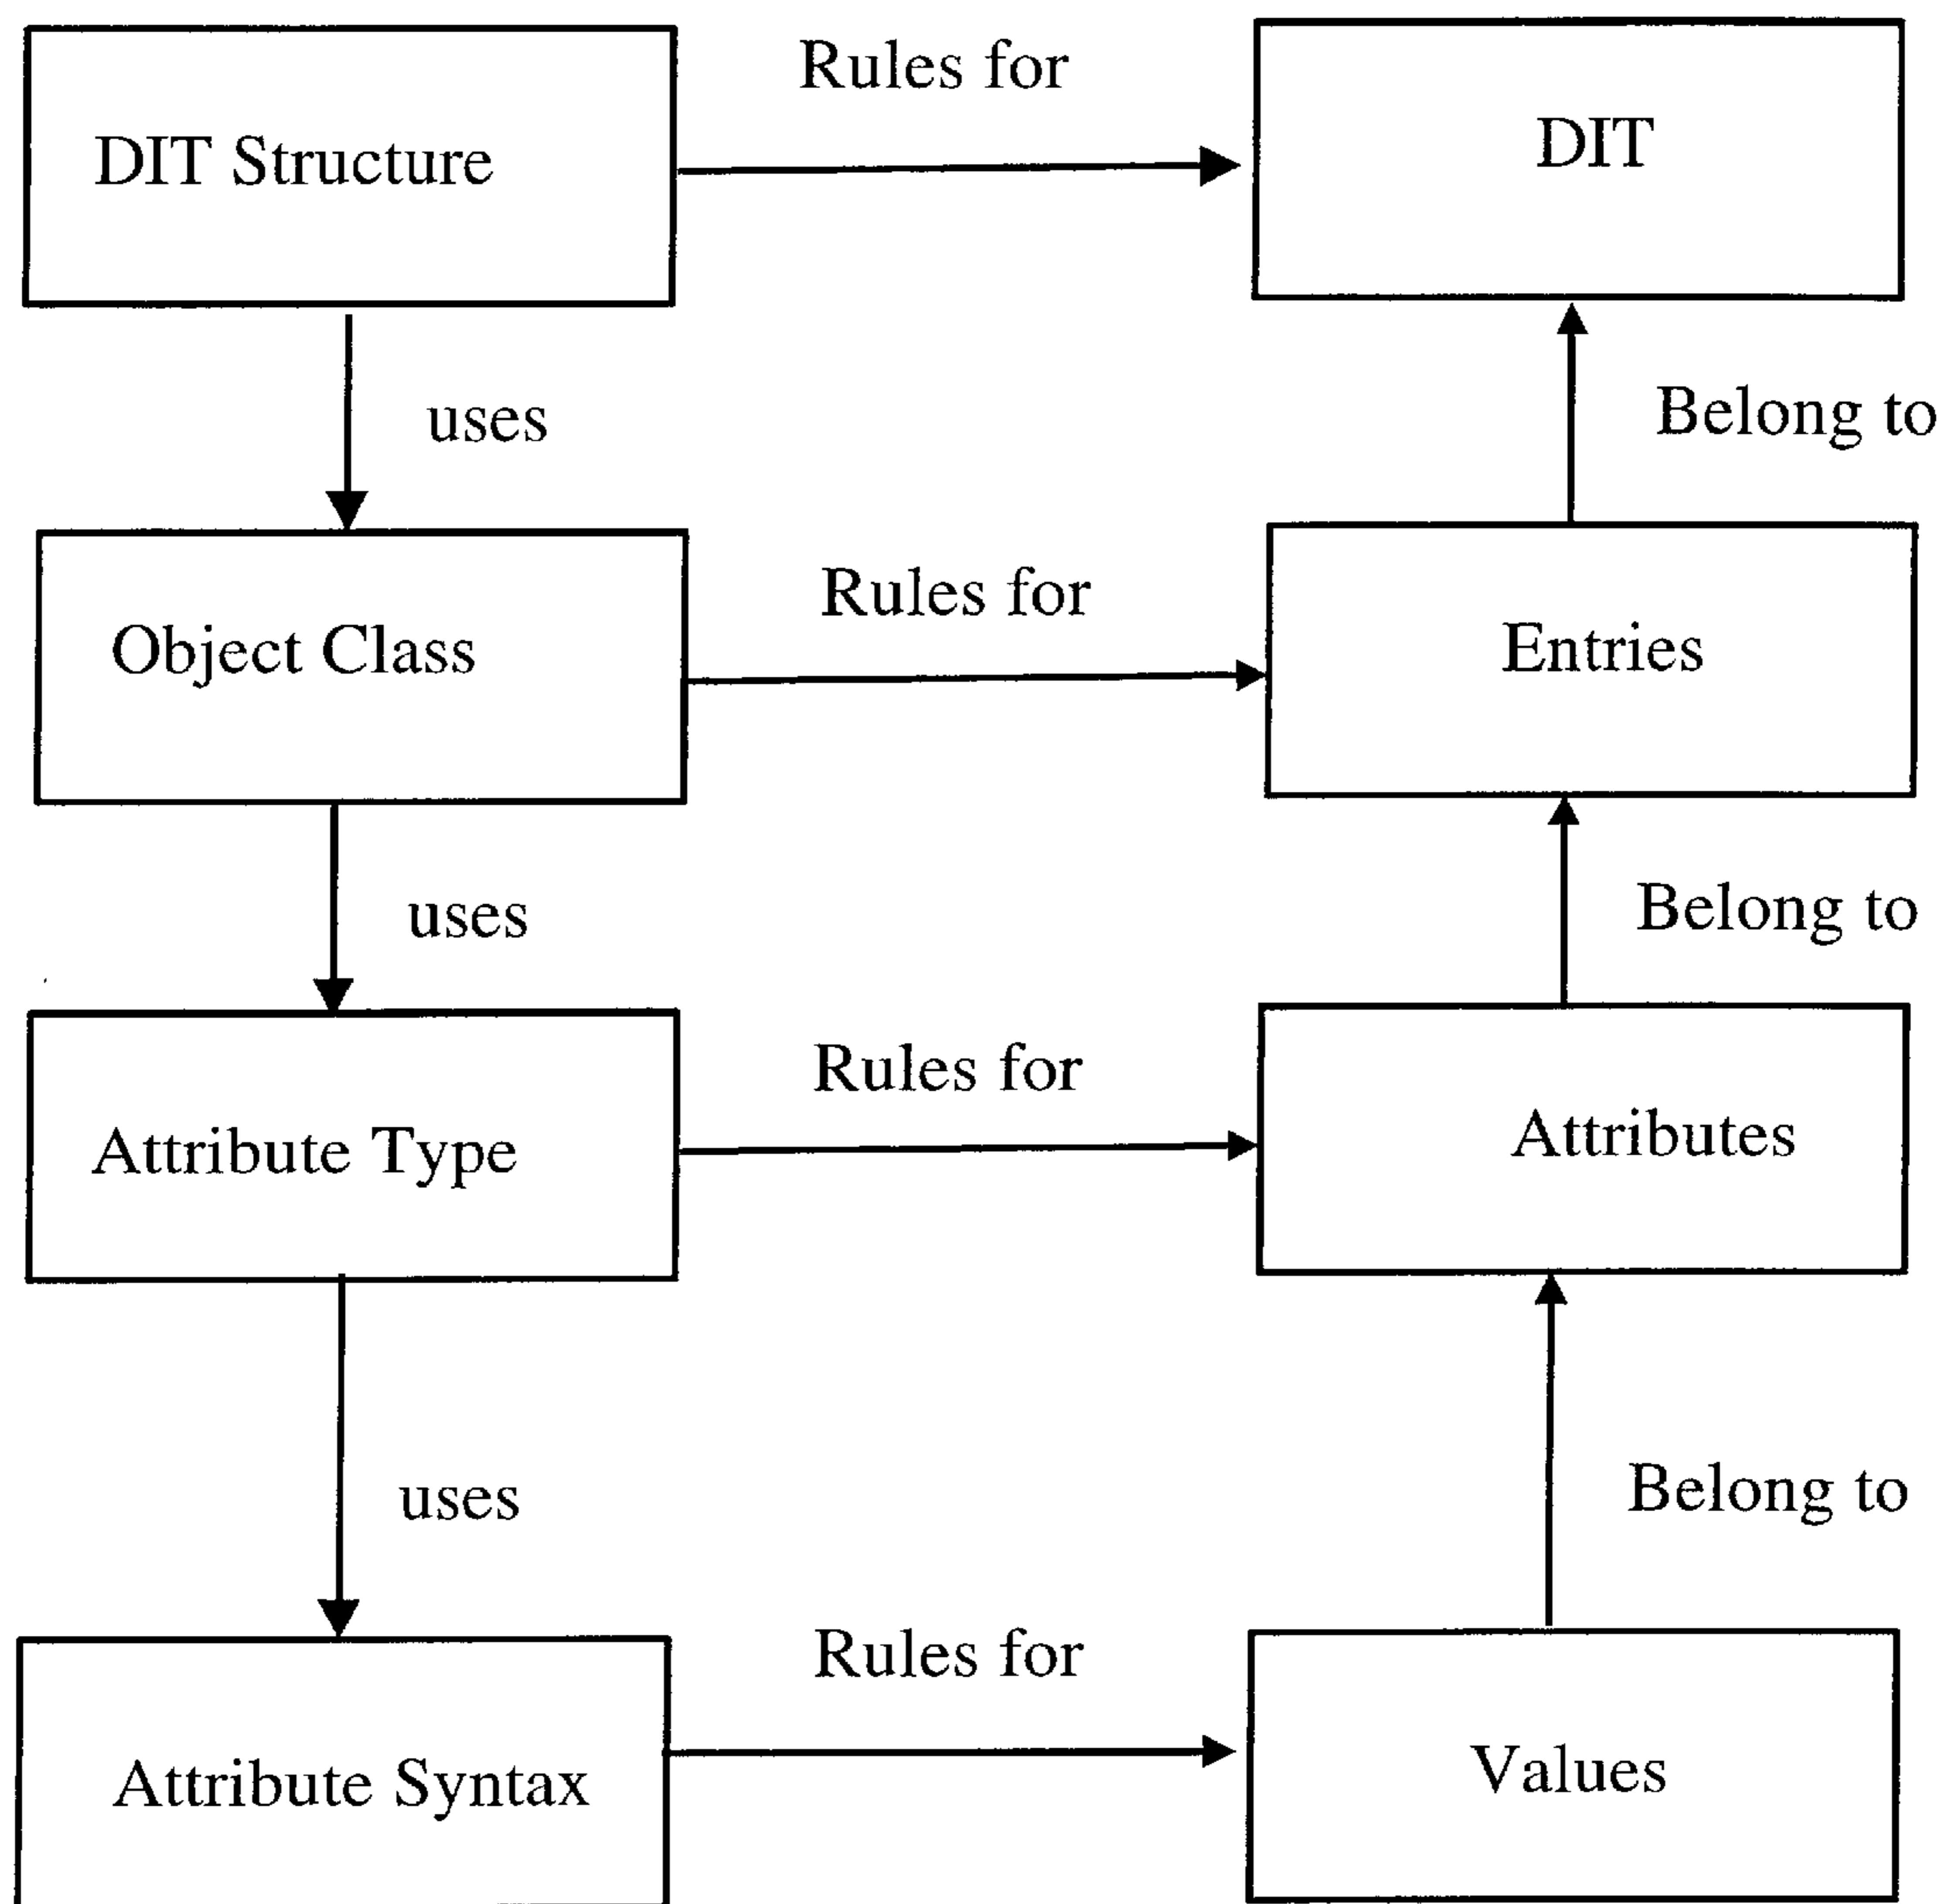 DIT Structure
Rules for
DIT
uses
Belong to
Object Class
Rules for
Entries
uses
Belong to
Attribute Type
Rules for
Attributes
uses
Belong to
Attribute Syntax
Rules for
Values